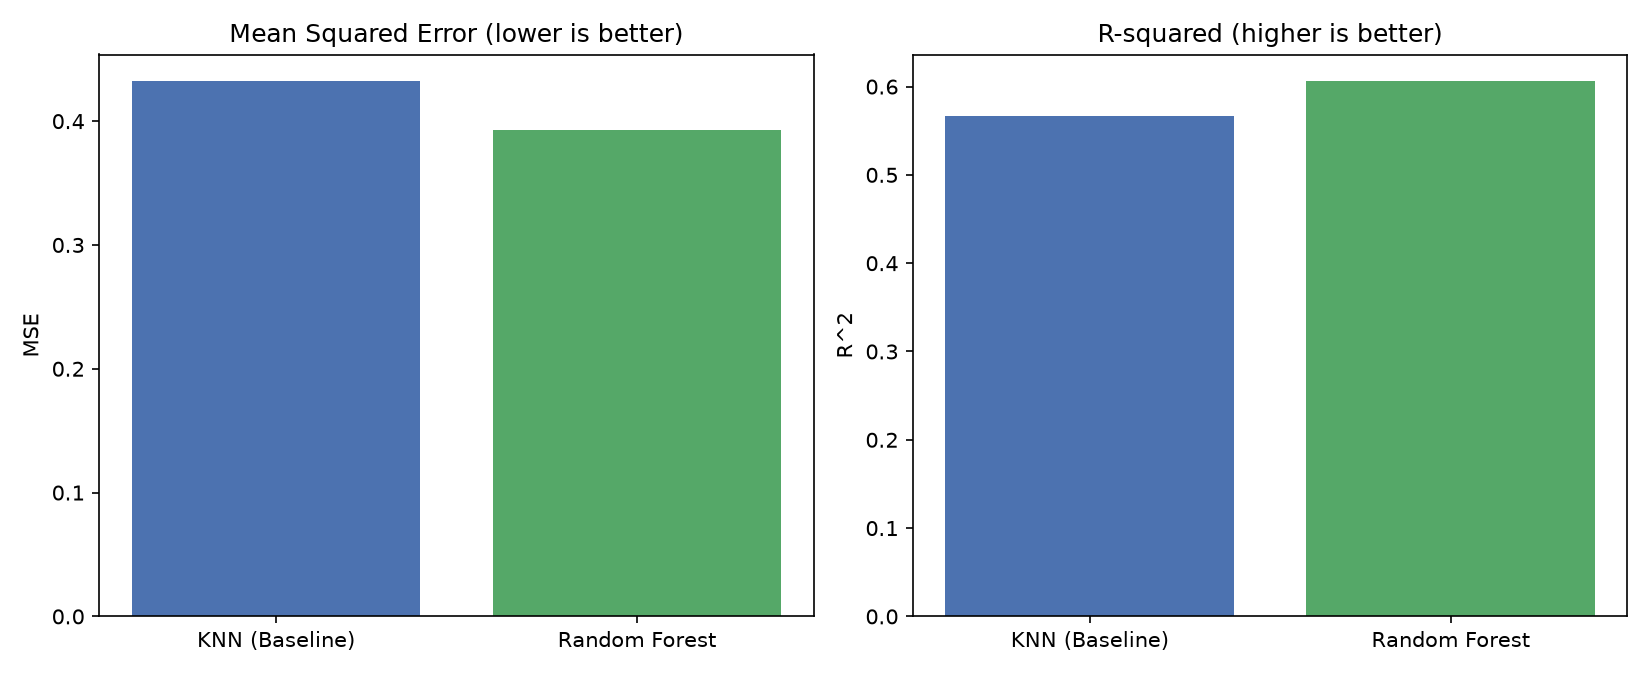 Mean Squared Error (lower is better)
MSE
0.4
0.3
0.2
0.1
0.0
KNN (Baseline)
Random Forest
R-squared (higher is better)
R^2
0.6
0.5
0.4
0.3
0.2
0.1
0.0
KNN (Baseline)
Random Forest